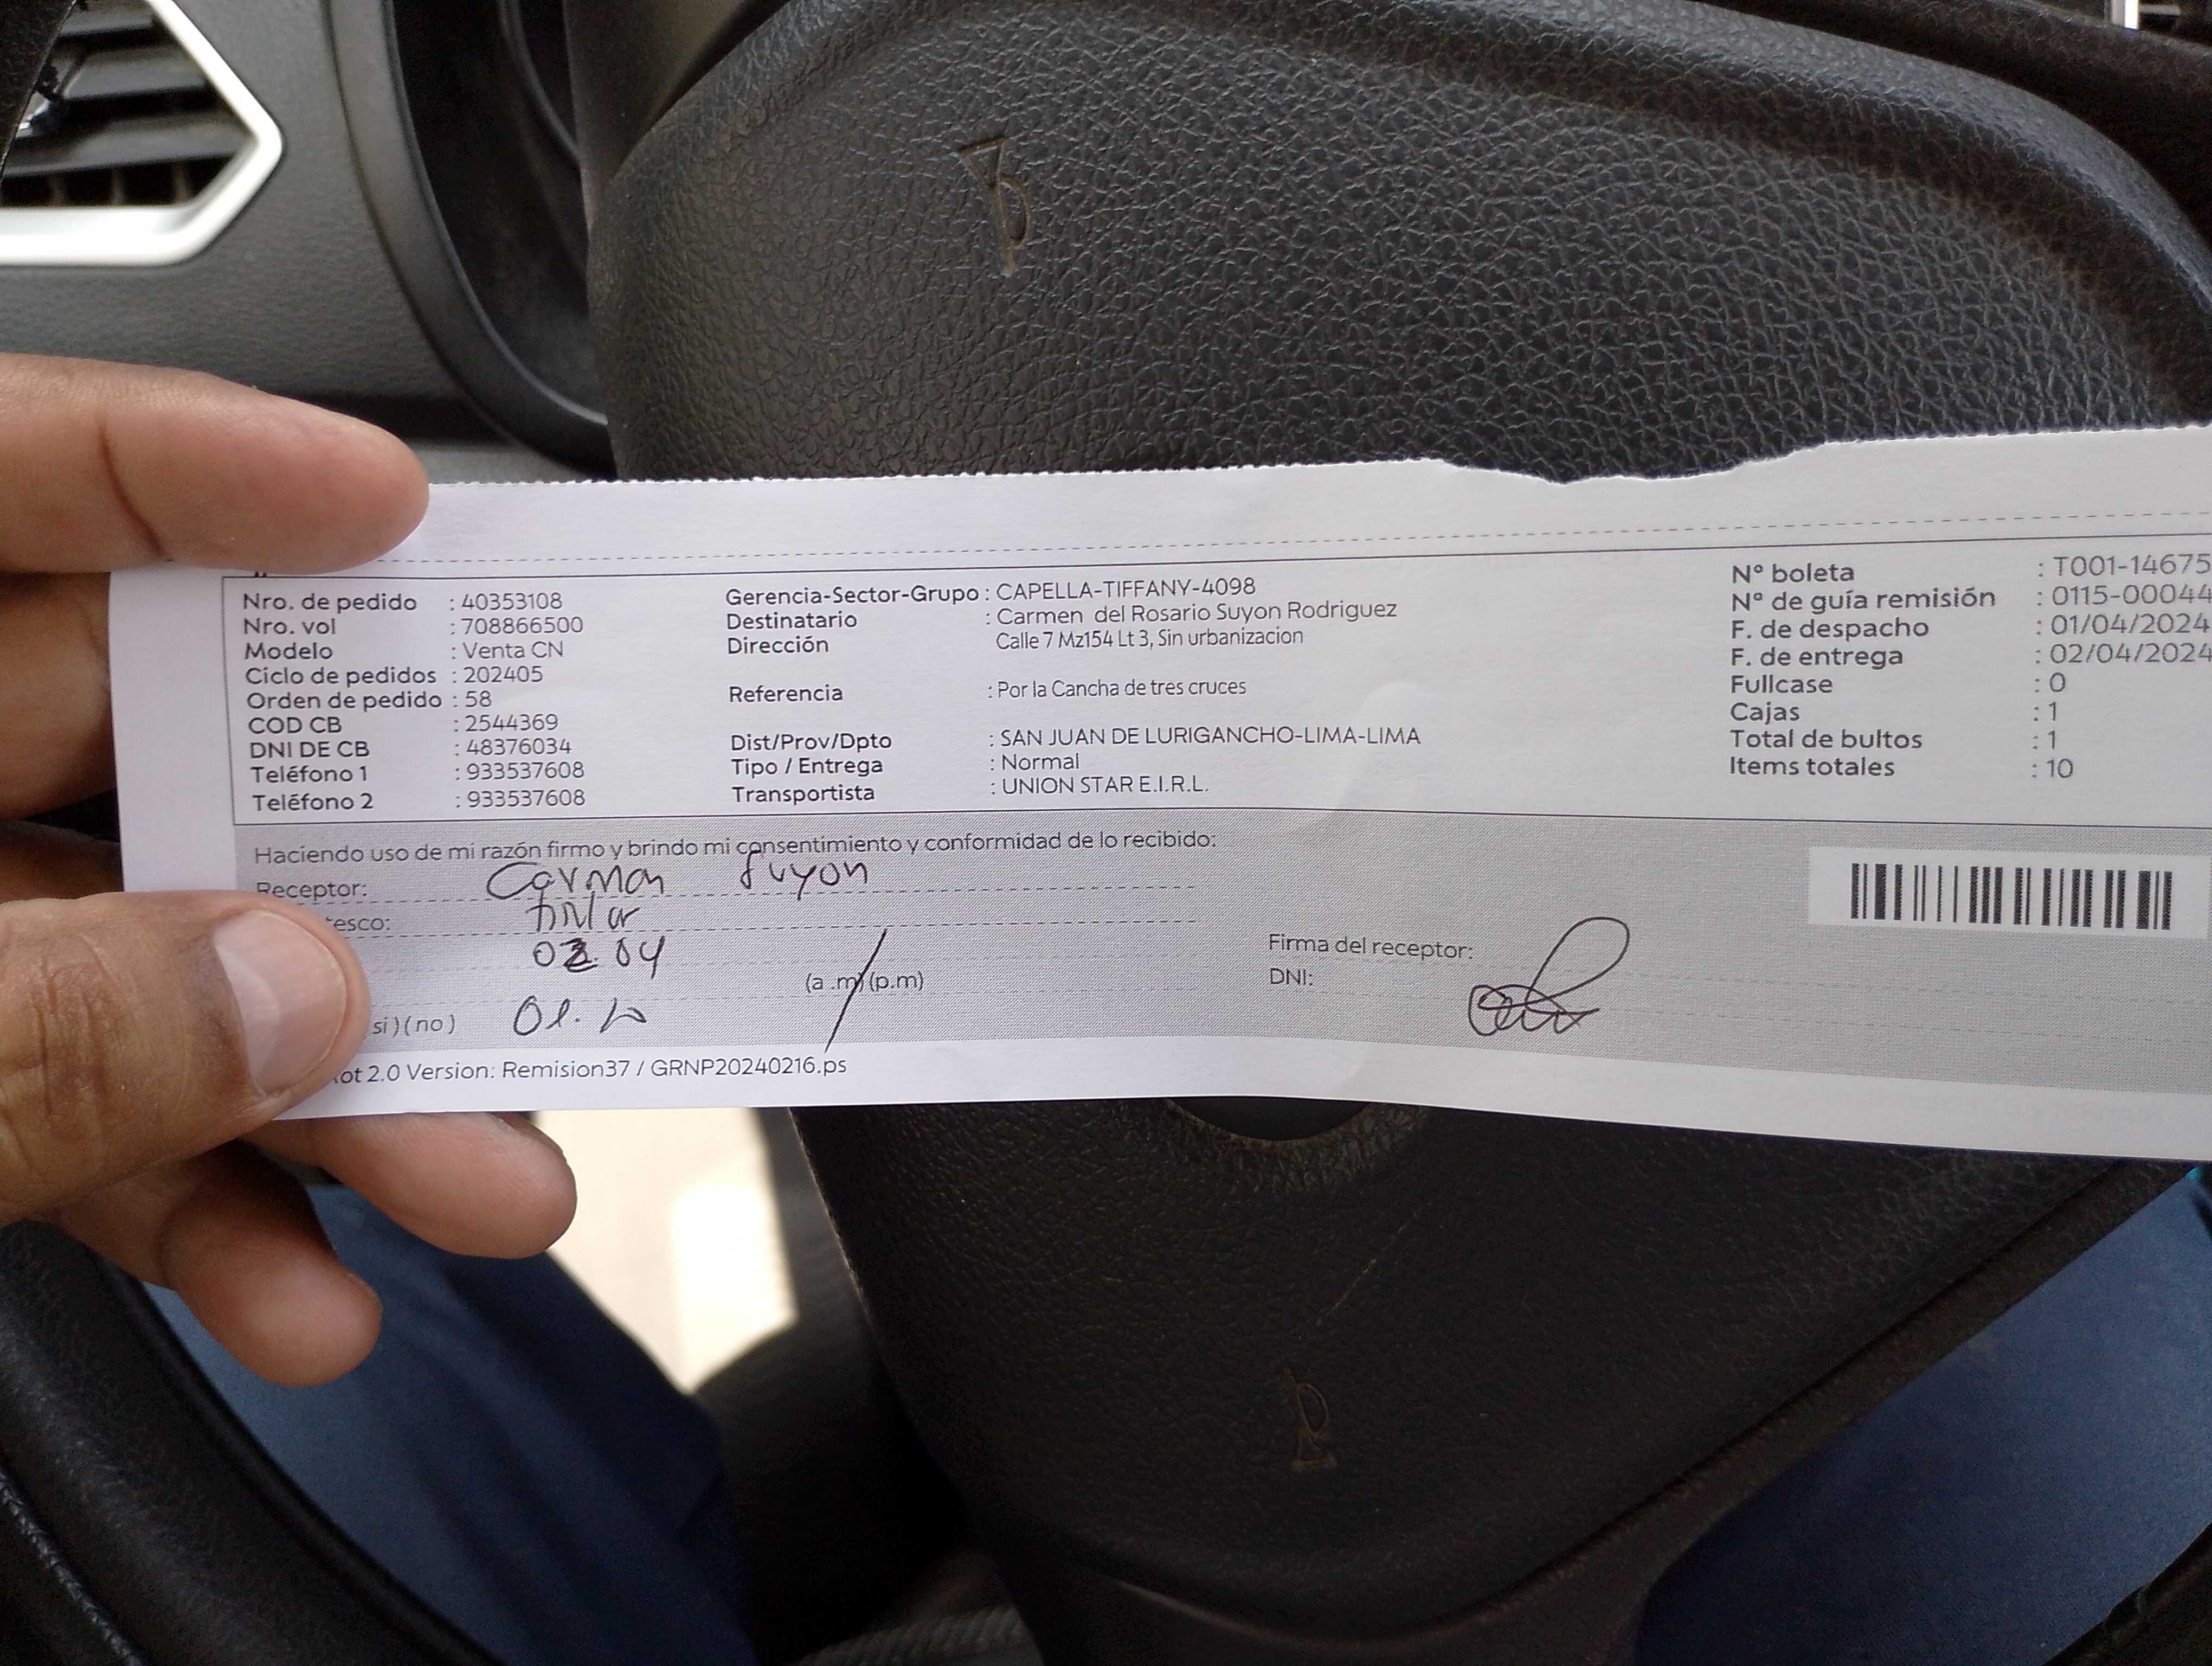 Nro. de pedido : 40353108
Nro. vol : 708866500
Modelo : Venta CN
Ciclo de pedidos : 202405
Orden de pedido : 58
COD CB : 2544369
DNI DE CB : 48376034
Teléfono 1 : 933537608
Teléfono 2 : 933537608
Gerencia-Sector-Grupo : CAPELLA-TIFFANY-4098
Destinatario : Carmen del Rosario Suyon Rodriguez
Dirección Calle 7 Mz154 Lt 3, Sin urbanizacion
Referencia : Por la Cancha de tres cruces
Dist/Prov/Dpto : SAN JUAN DE LURIGANCHO-LIMA-LIMA
Tipo / Entrega : Normal
Transportista : UNION STAR E.I.R.L.
N° boleta : T001-14675
N° de guía remisión : 0115-00044
F. de despacho : 01/04/2024
F. de entrega : 02/04/2024
Fullcase : 0
Cajas : 1
Total de bultos : 1
Items totales : 10
Haciendo uso de mi razón firmo y brindo mi consentimiento y conformidad de lo recibido:
Receptor: Carmen Suyon
tesco:
02.04
(a .m) (p.m)
si) (no)
Firma del receptor:
DNI:
ot 2.0 Version: Remision37 / GRNP20240216.ps